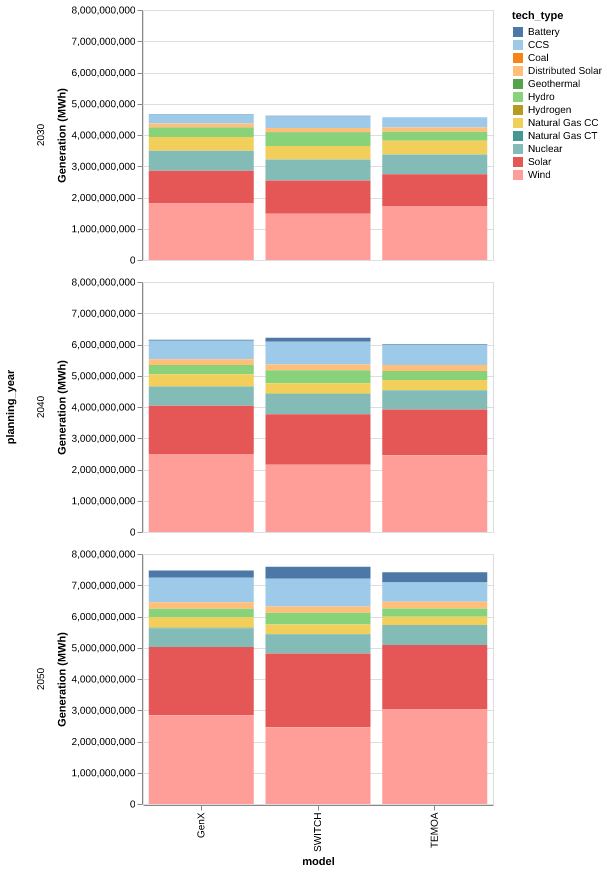 tech_type
Battery
CCS
Coal
Distributed Solar
Geothermal
Hydro
Hydrogen
Natural Gas CC
Natural Gas CT
Nuclear
Solar
Wind
planning_year
2030
Generation (MWh)
8,000,000,000
7,000,000,000
6,000,000,000
5,000,000,000
4,000,000,000
3,000,000,000
2,000,000,000
1,000,000,000
0
2040
Generation (MWh)
8,000,000,000
7,000,000,000
6,000,000,000
5,000,000,000
4,000,000,000
3,000,000,000
2,000,000,000
1,000,000,000
0
2050
Generation (MWh)
8,000,000,000
7,000,000,000
6,000,000,000
5,000,000,000
4,000,000,000
3,000,000,000
2,000,000,000
1,000,000,000
0
GenX
SWITCH
TEMOA
model